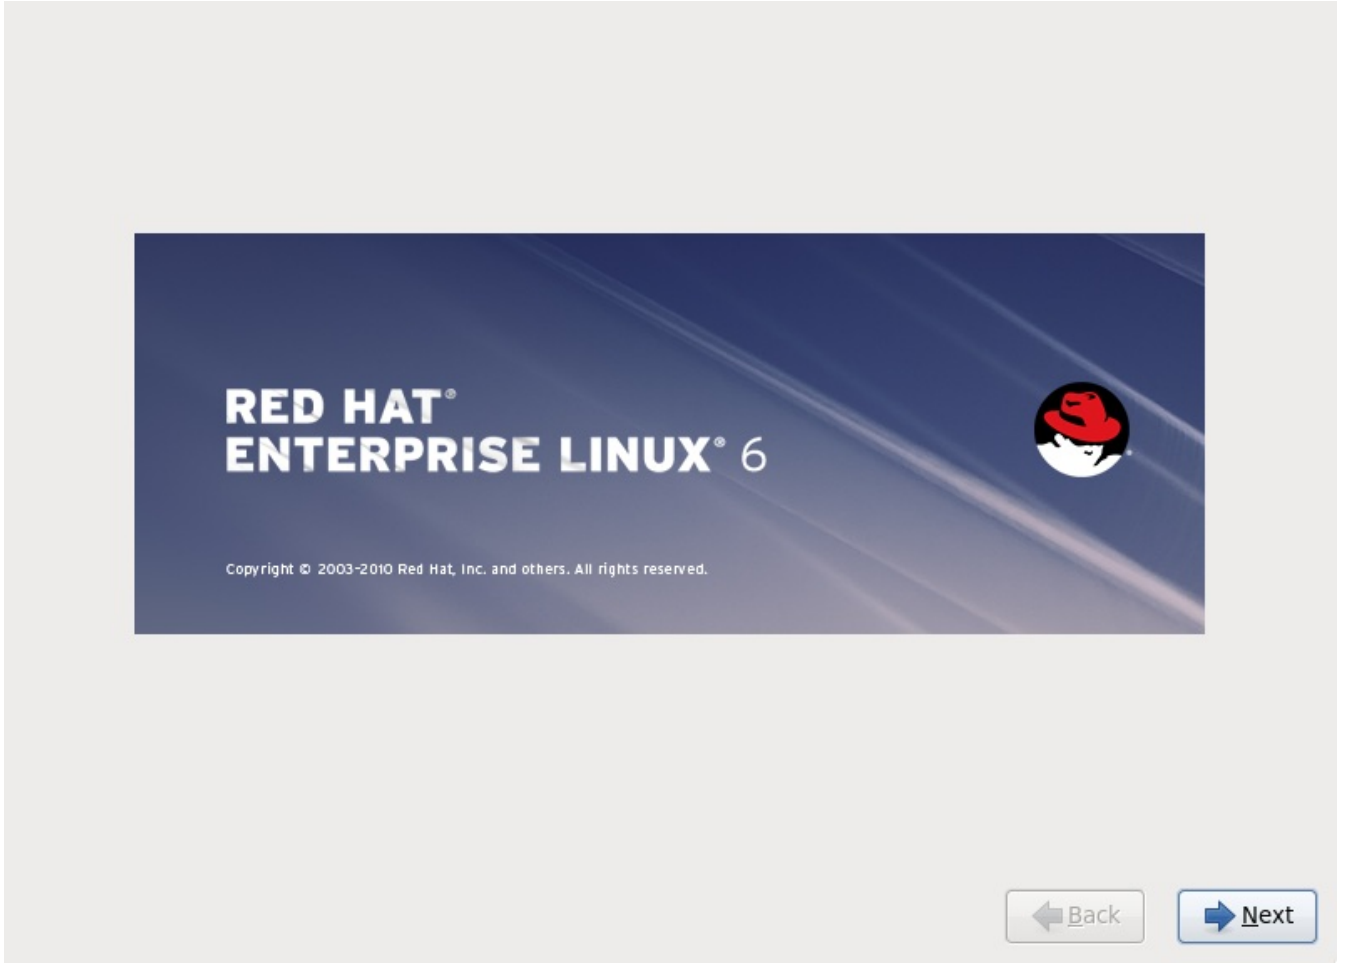 RED HAT®
ENTERPRISE LINUX® 6
Copyright © 2003-2010 Red Hat, Inc. and others. All rights reserved.
Back
Next